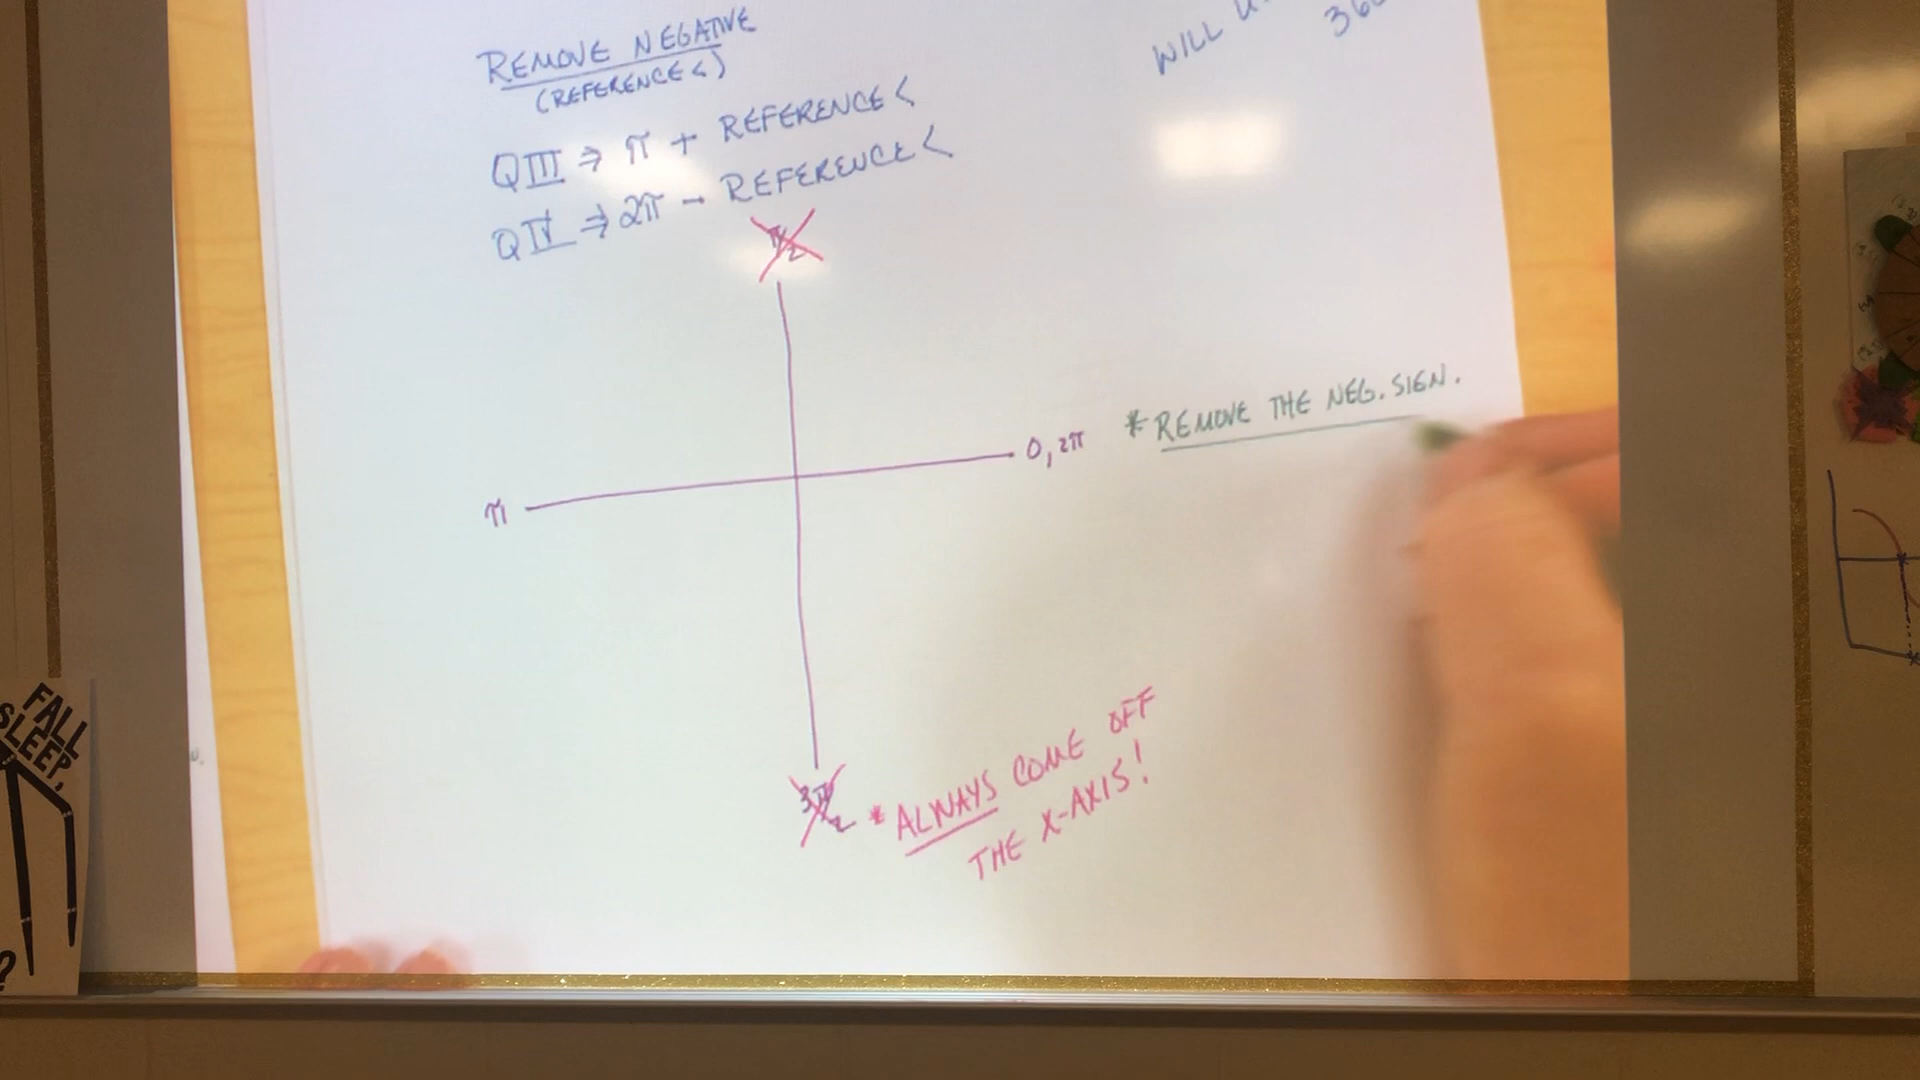 REMOVE NEGATIVE
(REFERENCE <)
QIII ⇒ π + REFERENCE <
QIV ⇒ 2π - REFERENCE <
WILL
π/2
* REMOVE THE NEG. SIGN.
0, 2π
π
3π/2
* ALWAYS COME OFF
THE X-AXIS!
FALL
SLEEP,
?